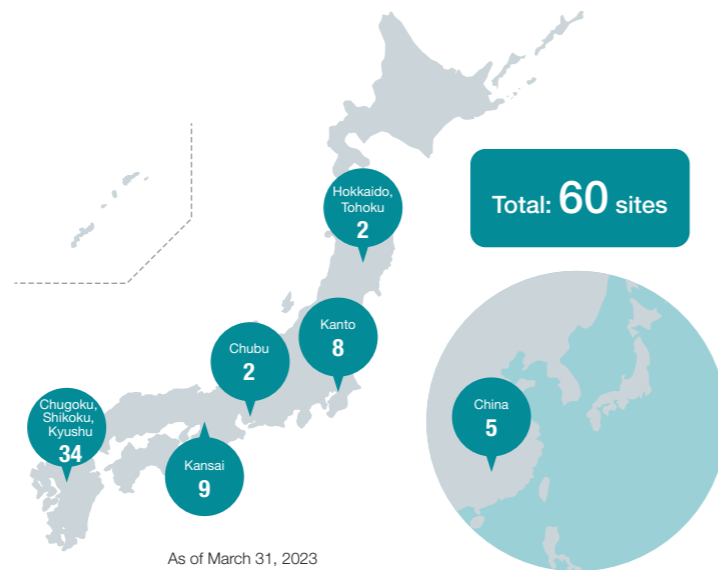 Hokkaido,
Tohoku
2
Total: 60 sites
Kanto
8
Chubu
2
Chugoku,
Shikoku,
Kyushu
34
Kansai
9
China
5
As of March 31, 2023